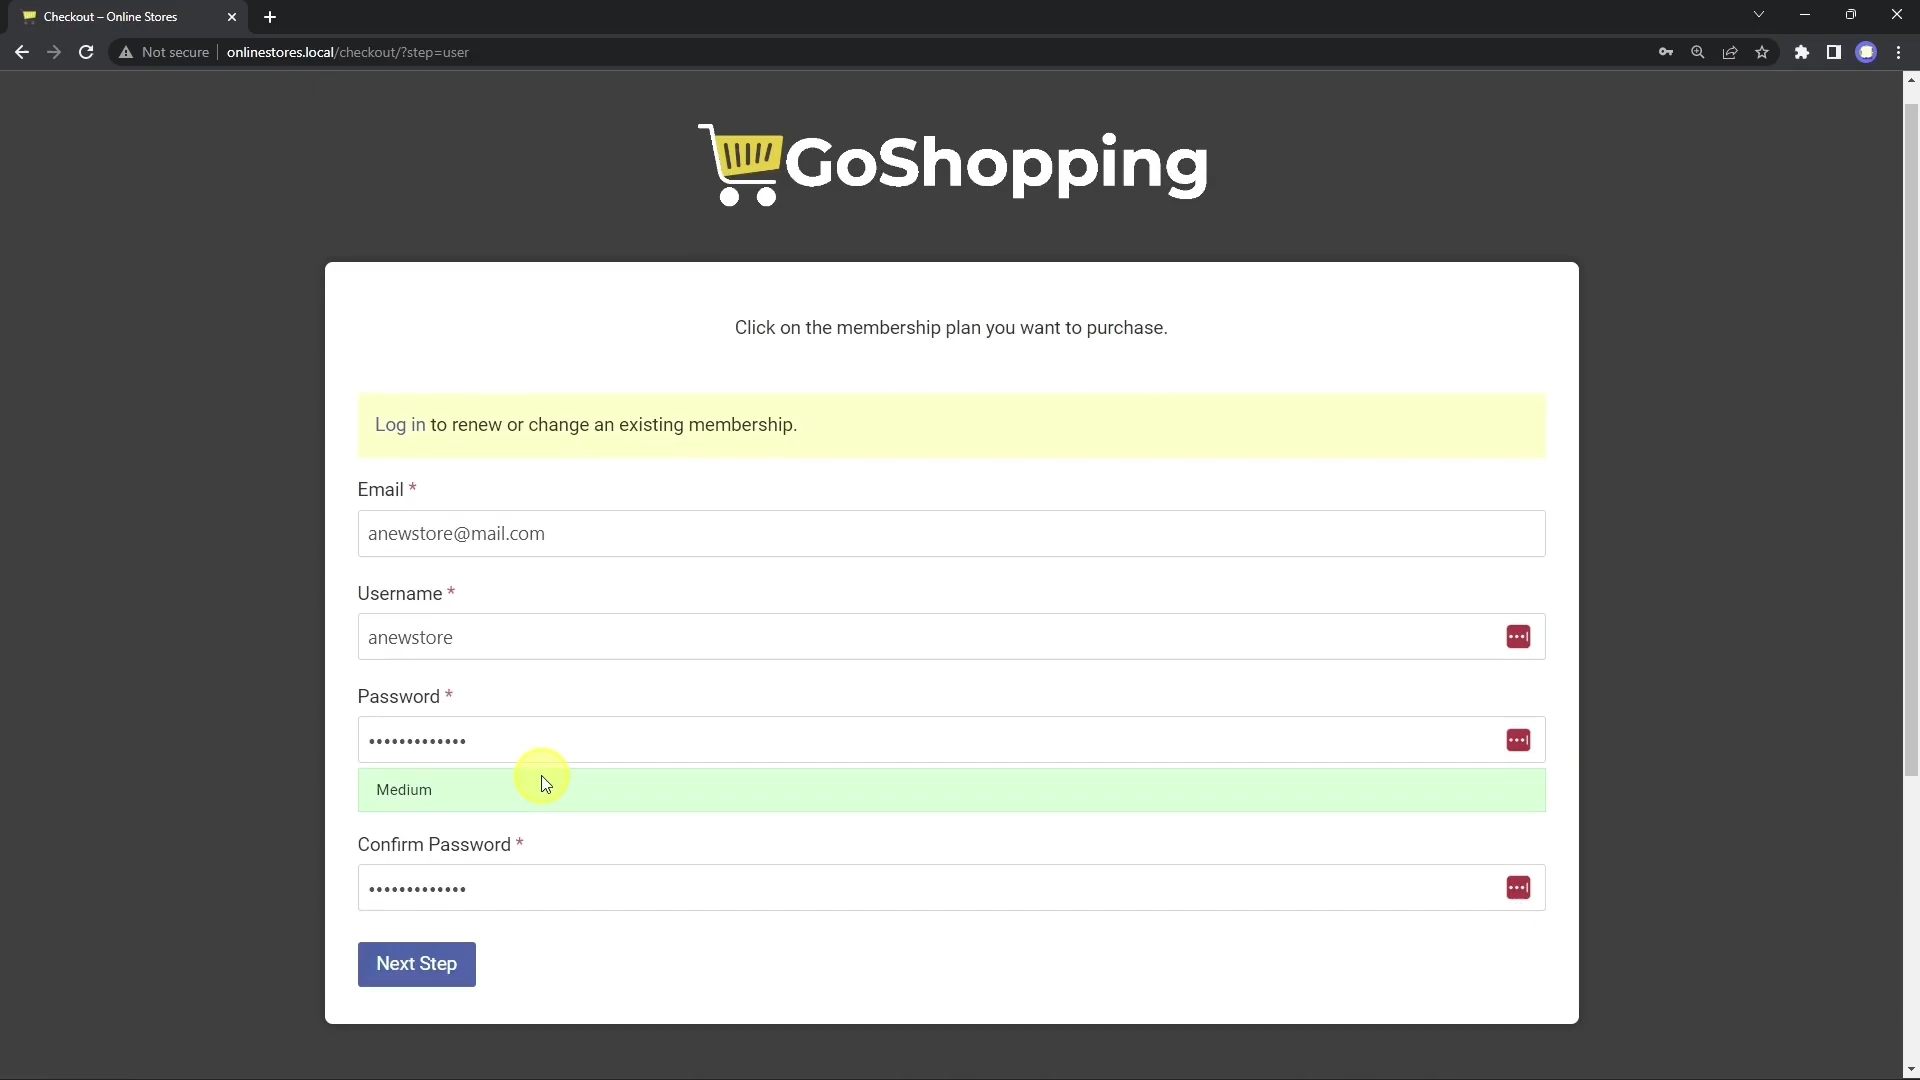 Checkout – Online Stores
Not secure
onlinestores.local/checkout/?step=user
GoShopping
Click on the membership plan you want to purchase.
Log in to renew or change an existing membership.
Email *
anewstore@mail.com
Username *
anewstore
Password *
•••••••••••••
Medium
Confirm Password *
•••••••••••••
Next Step